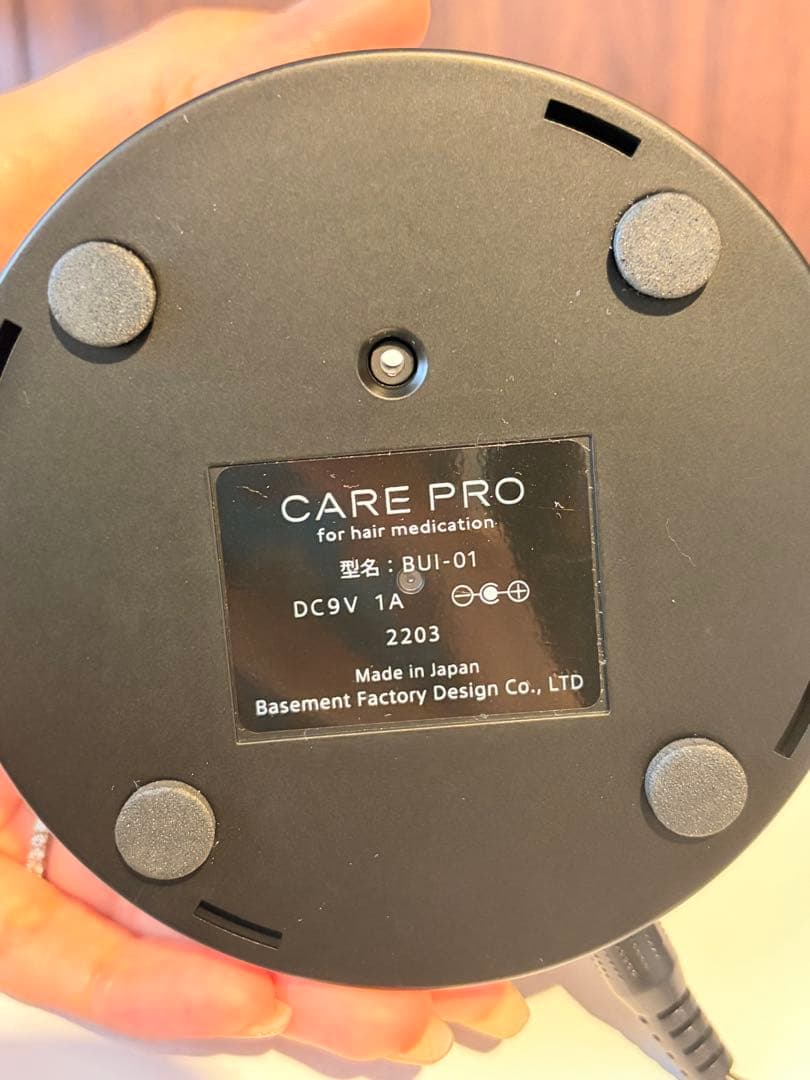 CARE PRO
for hair medication
型名：BUI-01
DC9V 1A
2203
Made in Japan
Basement Factory Design Co., LTD